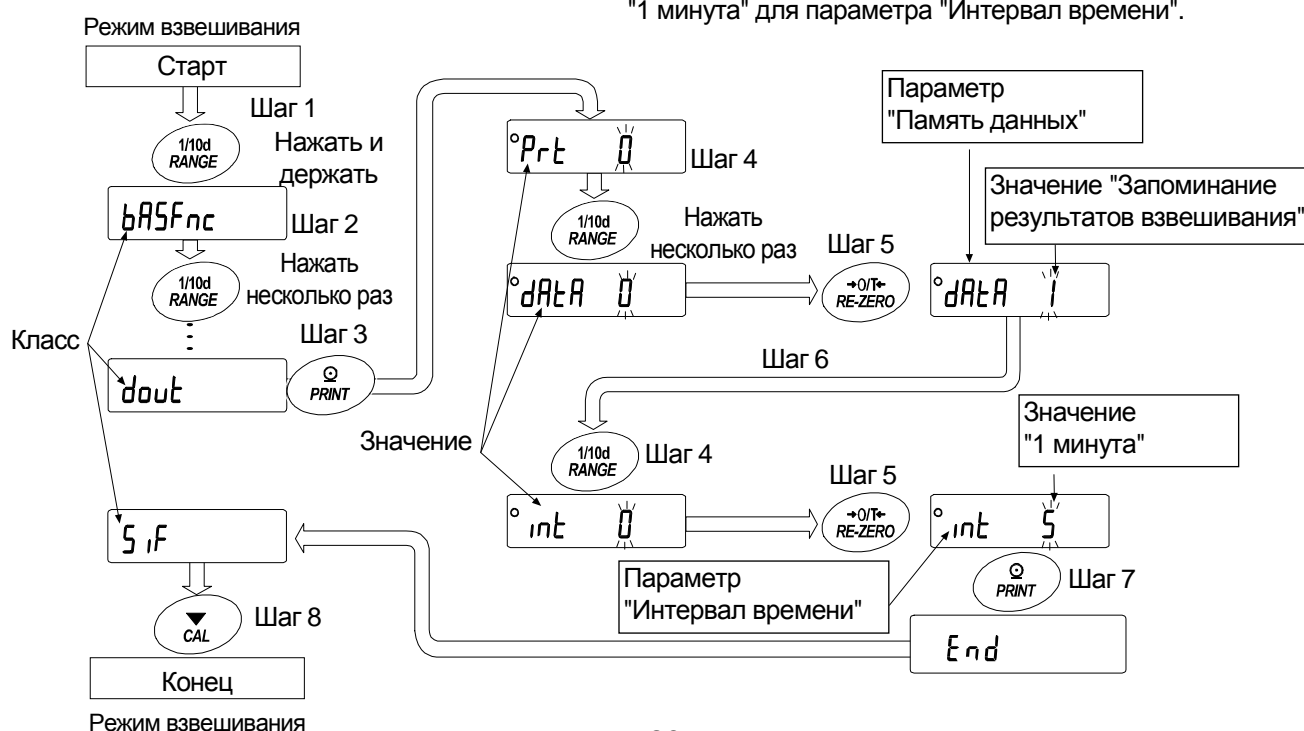 "1 минута" для параметра "Интервал времени".
Режим взвешивания
Старт
Шаг 1
1/10d
RANGE
Нажать и
держать
bASFnc
Шаг 2
1/10d
RANGE
Нажать
несколько раз
Класс
Шаг 3
dout
PRINT
Prt 0
Шаг 4
1/10d
RANGE
Нажать
несколько раз
dAtA 0
Шаг 5
→0/T←
RE-ZERO
Параметр
"Память данных"
Значение "Запоминание
результатов взвешивания"
dAtA 1
Шаг 6
Значение
1/10d
RANGE
Шаг 4
int 0
Шаг 5
→0/T←
RE-ZERO
Значение
"1 минута"
int 5
Параметр
"Интервал времени"
PRINT
Шаг 7
End
SiF
CAL
Шаг 8
Конец
Режим взвешивания